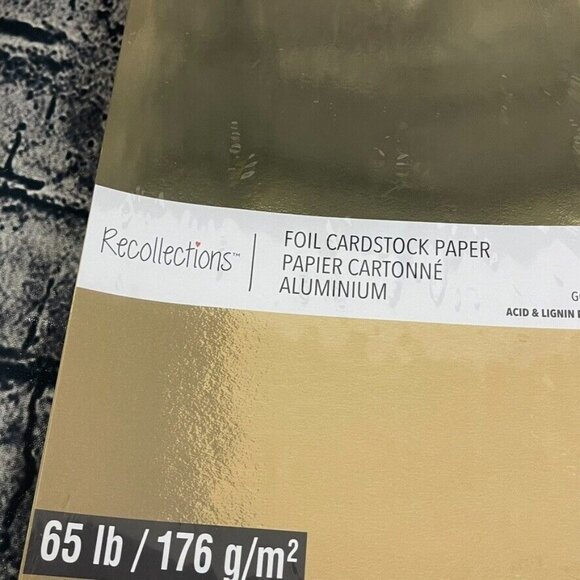 Recollections™
FOIL CARDSTOCK PAPER
PAPIER CARTONNÉ
ALUMINIUM
ACID & LIGNIN
65 lb / 176 g/m²